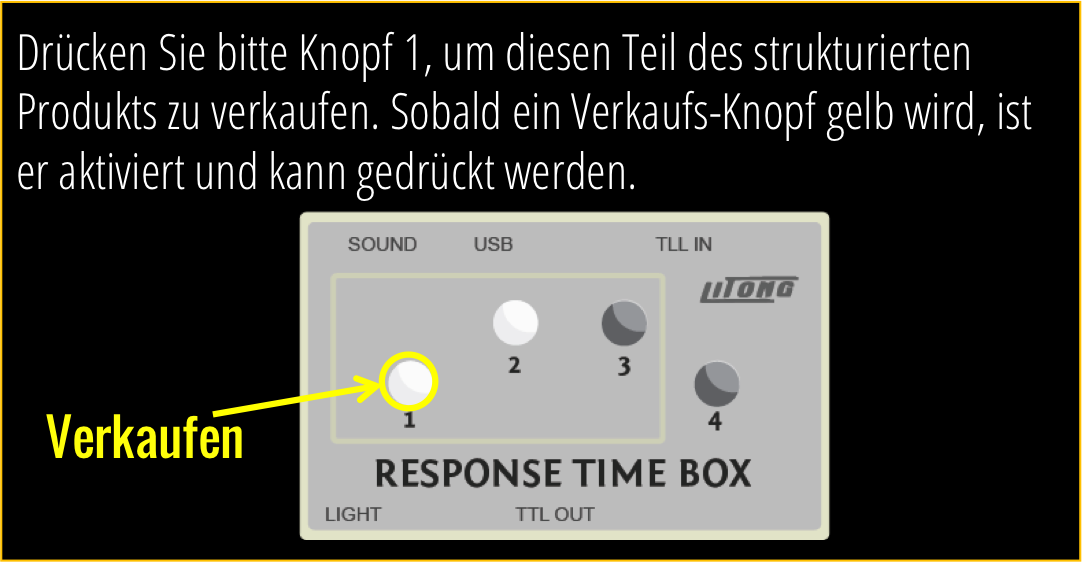 Drücken Sie bitte Knopf 1, um diesen Teil des strukturierten
Produkts zu verkaufen. Sobald ein Verkaufs-Knopf gelb wird, ist
er aktiviert und kann gedrückt werden.
SOUND USB TLL IN
LITONG
2 3
1 4
Verkaufen
RESPONSE TIME BOX
LIGHT TTL OUT